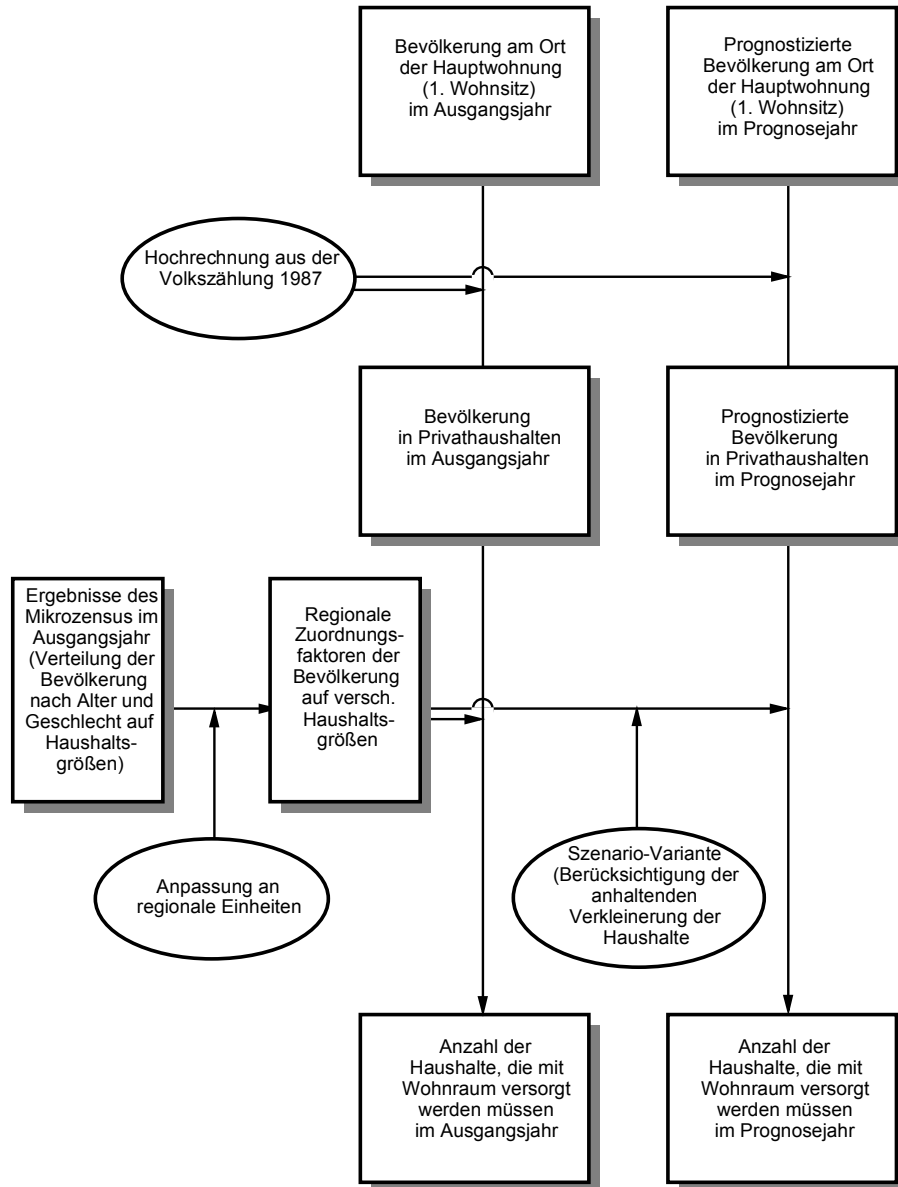 Bevölkerung am Ort
der Hauptwohnung
(1. Wohnsitz)
im Ausgangsjahr
Prognostizierte
Bevölkerung am Ort
der Hauptwohnung
(1. Wohnsitz)
im Prognosejahr
Hochrechnung aus der
Volkszählung 1987
Bevölkerung
in Privathaushalten
im Ausgangsjahr
Prognostizierte
Bevölkerung
in Privathaushalten
im Prognosejahr
Ergebnisse des
Mikrozensus im
Ausgangsjahr
(Verteilung der
Bevölkerung
nach Alter und
Geschlecht auf
Haushalts-
größen)
Regionale
Zuordnungs-
faktoren der
Bevölkerung
auf versch.
Haushalts-
größen
Anpassung an
regionale Einheiten
Szenario-Variante
(Berücksichtigung der
anhaltenden
Verkleinerung der
Haushalte
Anzahl der
Haushalte, die mit
Wohnraum versorgt
werden müssen
im Ausgangsjahr
Anzahl der
Haushalte, die mit
Wohnraum versorgt
werden müssen
im Prognosejahr